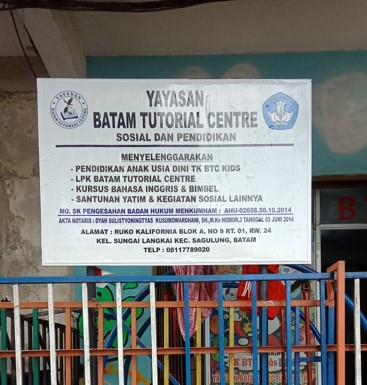 YAYASAN
BATAM TUTORIAL CENTRE
SOSIAL DAN PENDIDIKAN
MENYELENGGARAKAN
- PENDIDIKAN ANAK USIA DINI TK BTC KIDS
- LPK BATAM TUTORIAL CENTRE
- KURSUS BAHASA INGGRIS & BIMBEL
- SANTUNAN YATIM & KEGIATAN SOSIAL LAINNYA
NO. SK PENGESAHAN BADAN HUKUM MENKUMHAM : AHU-02656.50.10.2014
AKTA NOTARIS : DYAH SULISTYONINGTYAS KUSUMOWARDHANI, SH.,M.Kn TANGGAL 03 JUNI 2014
ALAMAT : RUKO KALIFORNIA BLOK A. NO 9 RT. 01, RW. 24
KEL. SUNGAI LANGKAI KEC. SAGULUNG, BATAM
TELP : 08117789020
B